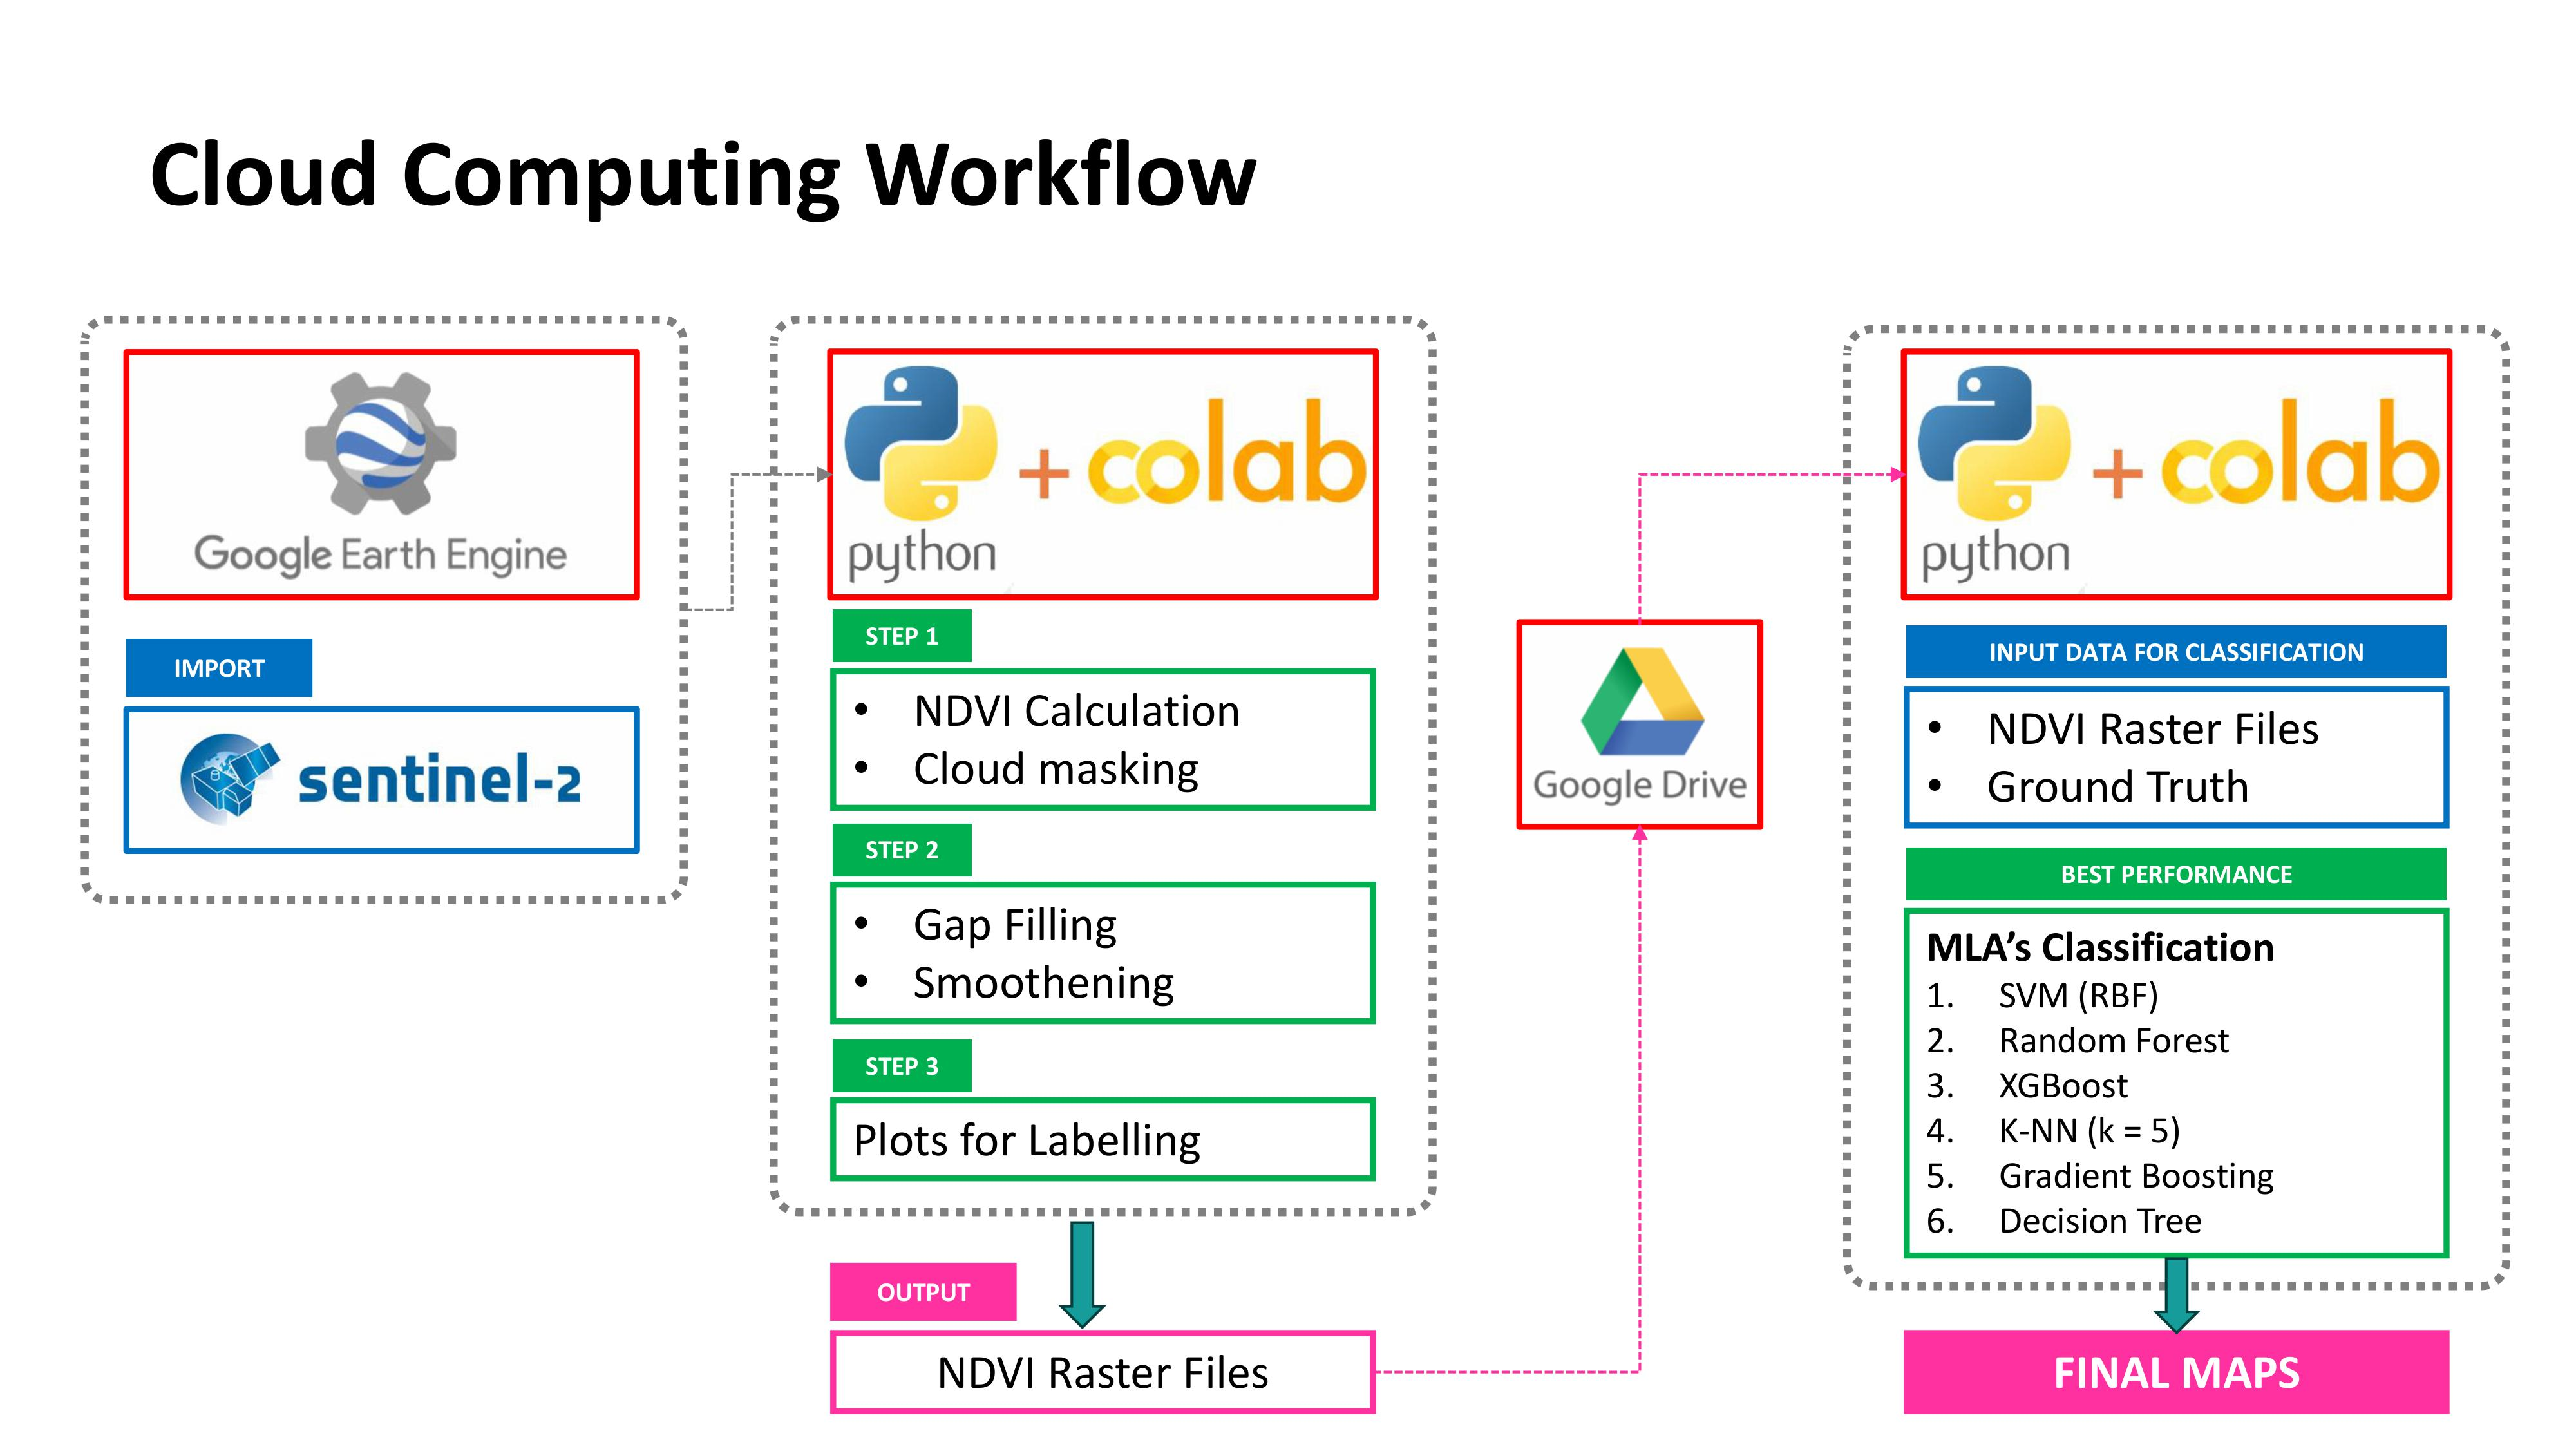 Cloud Computing Workflow
Google Earth Engine
IMPORT
sentinel-2
python + colab
STEP 1
• NDVI Calculation
• Cloud masking
STEP 2
• Gap Filling
• Smoothening
STEP 3
Plots for Labelling
OUTPUT
NDVI Raster Files
Google Drive
python + colab
INPUT DATA FOR CLASSIFICATION
• NDVI Raster Files
• Ground Truth
BEST PERFORMANCE
MLA’s Classification
1. SVM (RBF)
2. Random Forest
3. XGBoost
4. K-NN (k = 5)
5. Gradient Boosting
6. Decision Tree
FINAL MAPS